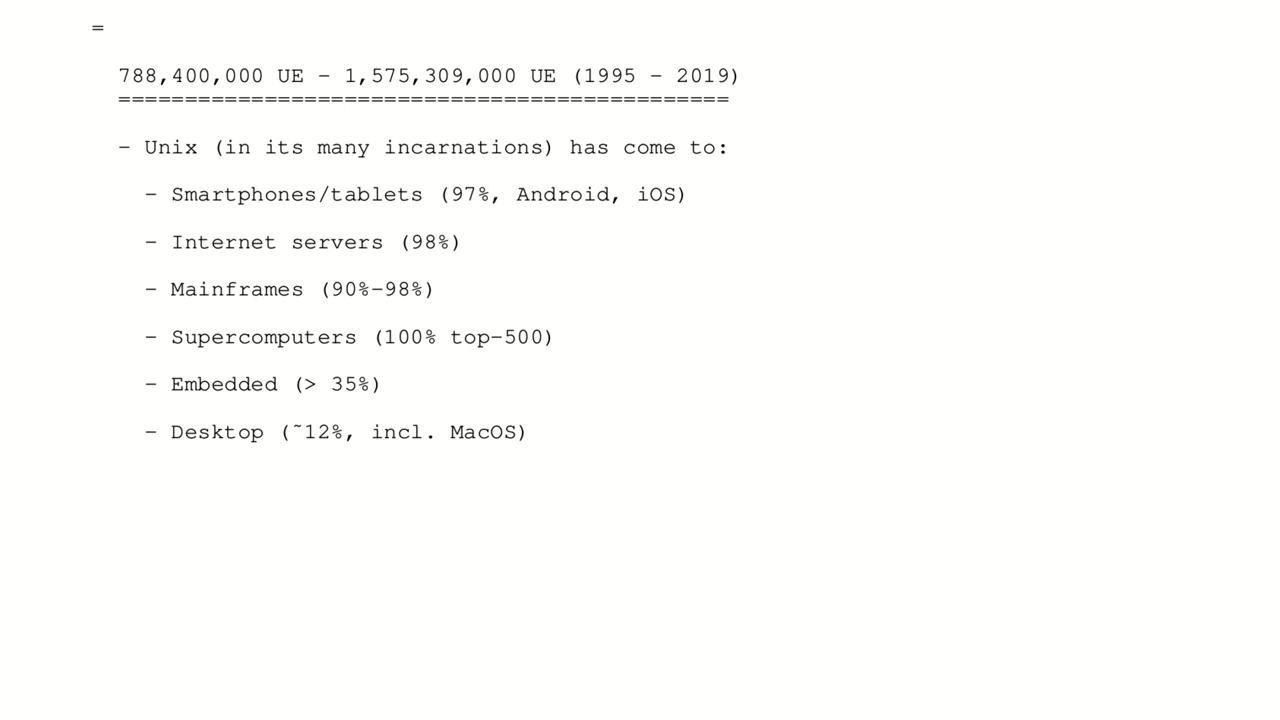 =
788,400,000 UE - 1,575,309,000 UE (1995 - 2019)
==============================================
- Unix (in its many incarnations) has come to:
- Smartphones/tablets (97%, Android, iOS)
- Internet servers (98%)
- Mainframes (90%-98%)
- Supercomputers (100% top-500)
- Embedded (> 35%)
- Desktop (~12%, incl. MacOS)